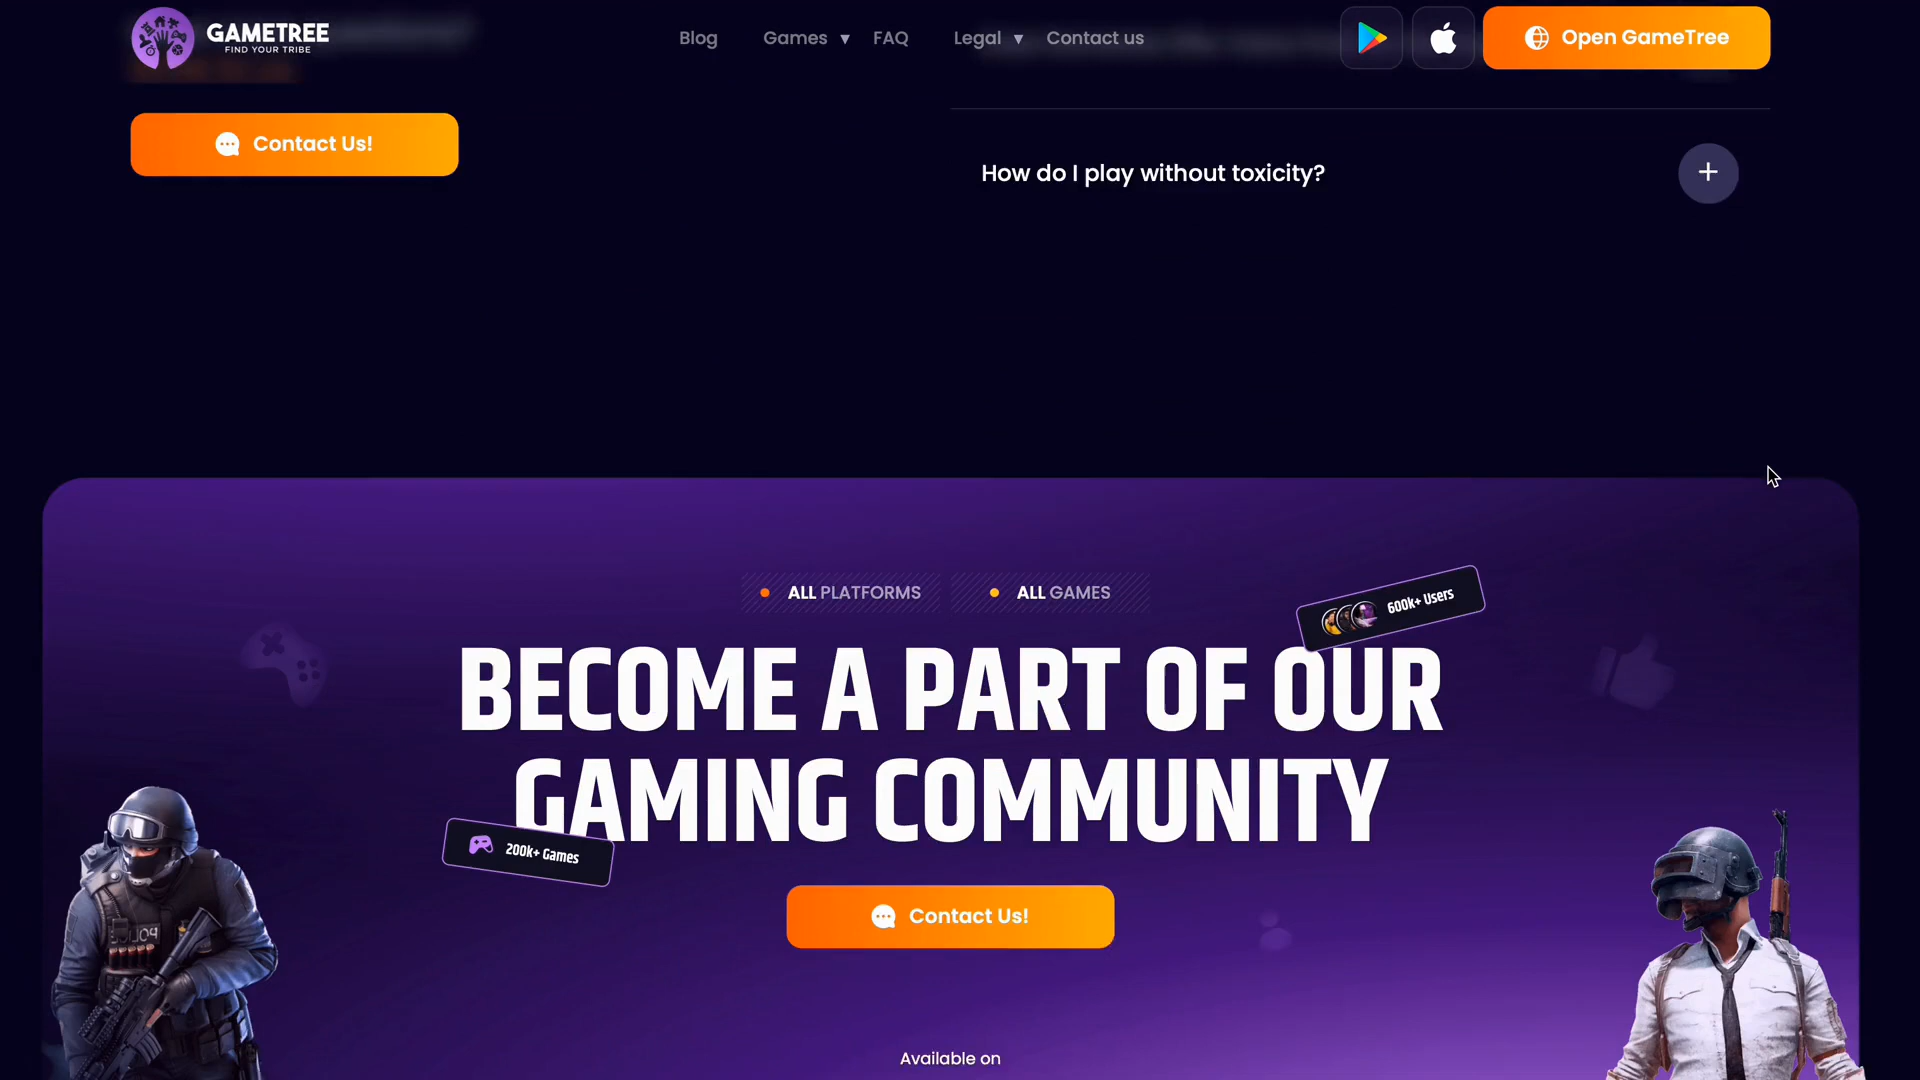 GAMETREE
FIND YOUR TRIBE
Blog
Games ▼
FAQ
Legal ▼
Contact us
Open GameTree
Contact Us!
How do I play without toxicity?
ALL PLATFORMS
ALL GAMES
600k+ Users
BECOME A PART OF OUR
GAMING COMMUNITY
200k+ Games
Contact Us!
Available on